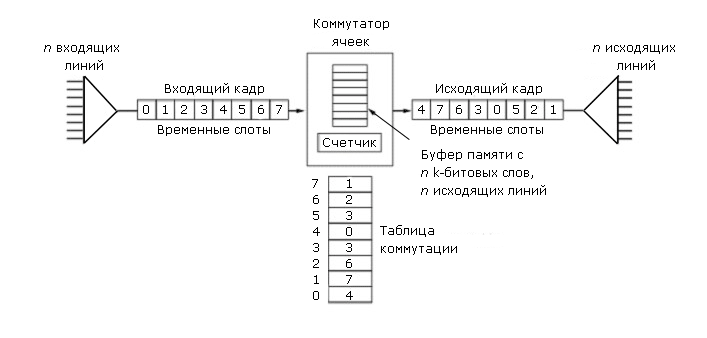 Коммутатор
ячеек
n входящих
линий
n исходящих
линий
Входящий кадр
0 1 2 3 4 5 6 7
Временные слоты
Счетчик
Исходящий кадр
4 7 6 3 0 5 2 1
Временные слоты
Буфер памяти с
n k-битовых слов,
n исходящих линий
7 1
6 2
5 3
4 0
3 3
2 6
1 7
0 4
Таблица
коммутации